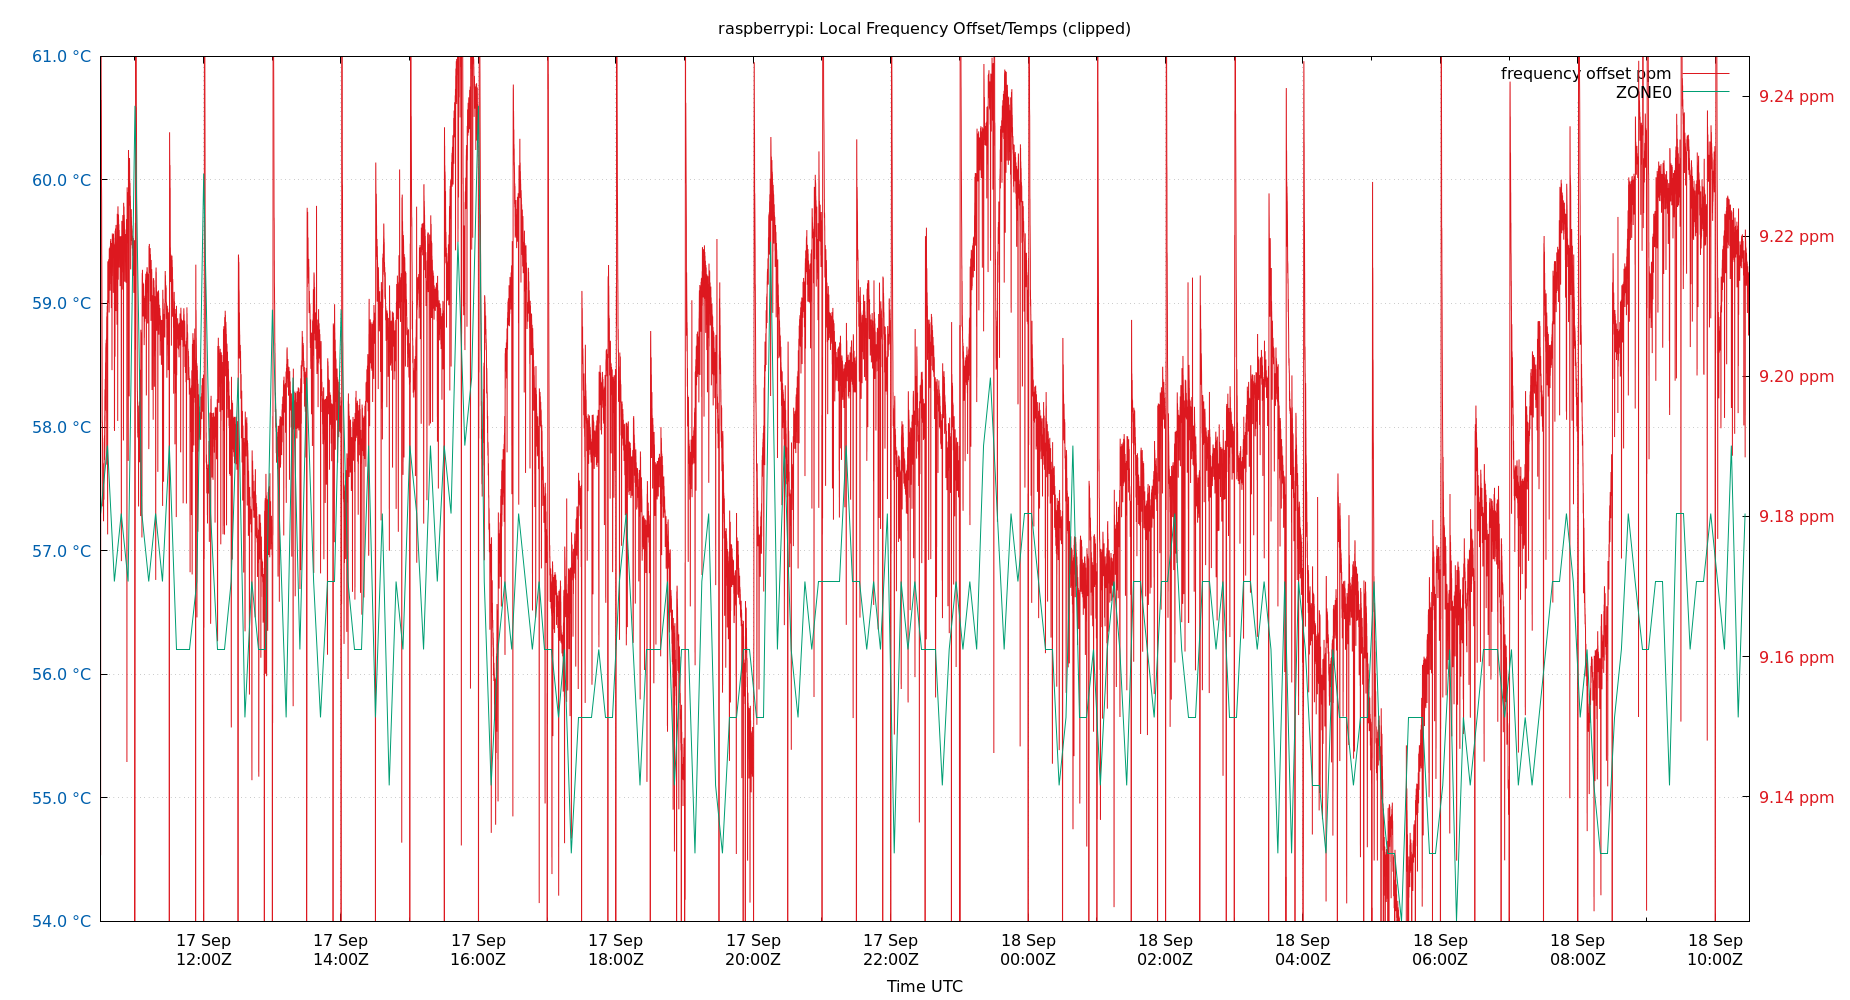 raspberrypi: Local Frequency Offset/Temps (clipped)
61.0 °C
60.0 °C
59.0 °C
58.0 °C
57.0 °C
56.0 °C
55.0 °C
54.0 °C
frequency offset ppm
ZONE0
9.24 ppm
9.22 ppm
9.20 ppm
9.18 ppm
9.16 ppm
9.14 ppm
17 Sep 17 Sep 17 Sep 17 Sep 17 Sep 17 Sep 18 Sep 18 Sep 18 Sep 18 Sep 18 Sep 18 Sep
12:00Z 14:00Z 16:00Z 18:00Z 20:00Z 22:00Z 00:00Z 02:00Z 04:00Z 06:00Z 08:00Z 10:00Z
Time UTC